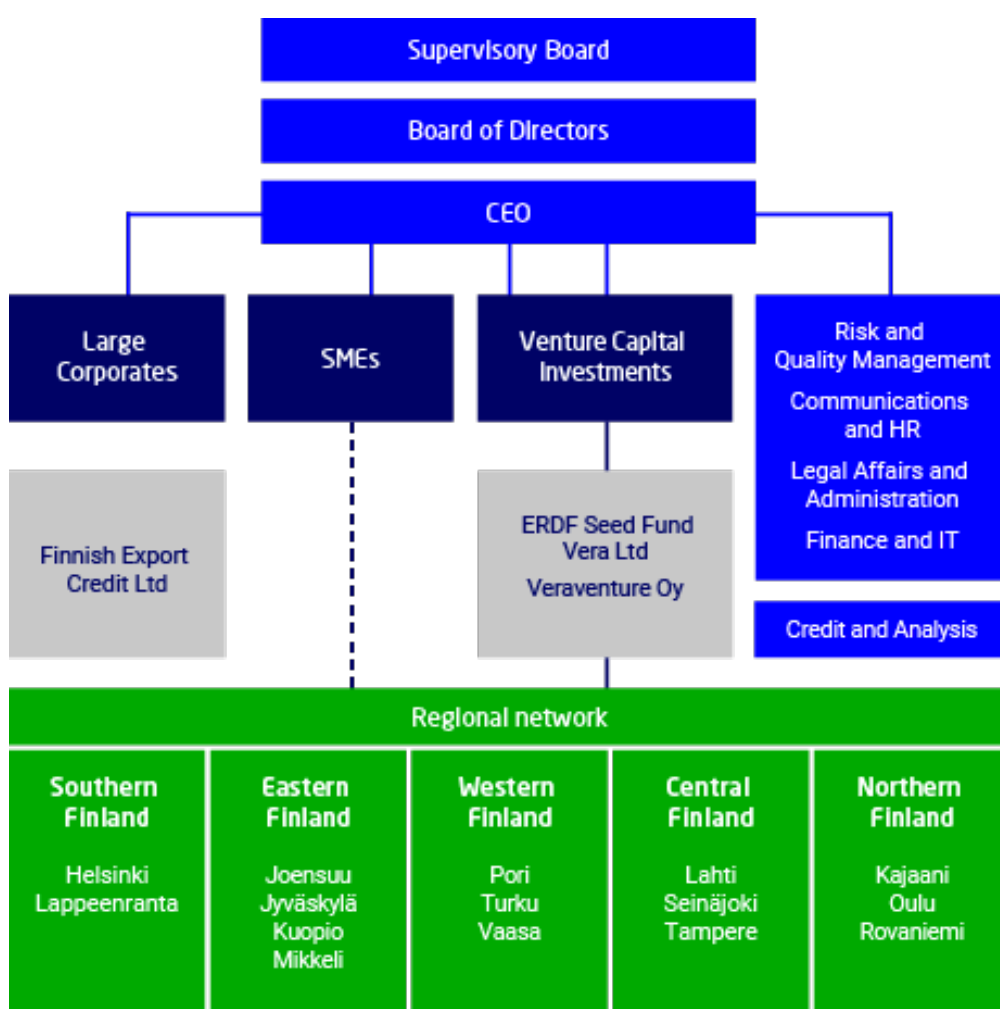 Supervisory Board
Board of Directors
CEO
Large
Corporates
SMEs
Venture Capital
Investments
Risk and
Quality Management
Communications
and HR
Legal Affairs and
Administration
Finance and IT
Finnish Export
Credit Ltd
ERDF Seed Fund
Vera Ltd
Veraventure Oy
Credit and Analysis
Regional network
Southern
Finland
Helsinki
Lappeenranta
Eastern
Finland
Joensuu
Jyväskylä
Kuopio
Mikkeli
Western
Finland
Pori
Turku
Vaasa
Central
Finland
Lahti
Seinäjoki
Tampere
Northern
Finland
Kajaani
Oulu
Rovaniemi